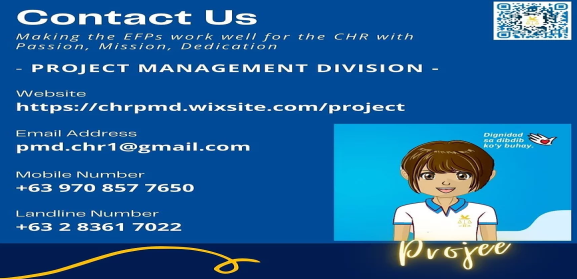 Contact Us
Making the EFPs work well for the CHR with
Passion, Mission, Dedication
- PROJECT MANAGEMENT DIVISION -
Website
https://chrpmd.wixsite.com/project
Email Address
pmd.chr1@gmail.com
Mobile Number
+63 970 857 7650
Landline Number
+63 2 8361 7022
Dignidad
sa dibdib
ko'y buhay.
Projee